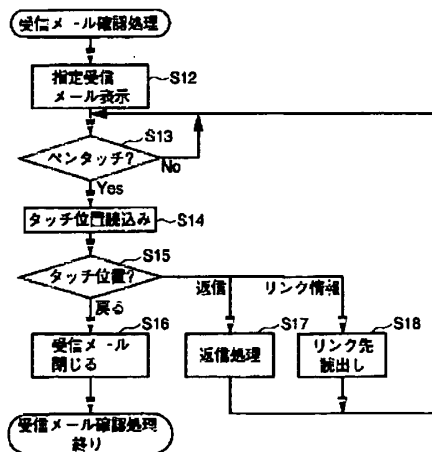 受信メール確認処理
指定受信
メール表示
S12
ペンタッチ?
S13
No
Yes
タッチ位置読込み
S14
タッチ位置?
S15
返信
リンク情報
戻る
受信メール
閉じる
S16
返信処理
S17
リンク先
読出し
S18
受信メール確認処理
終り